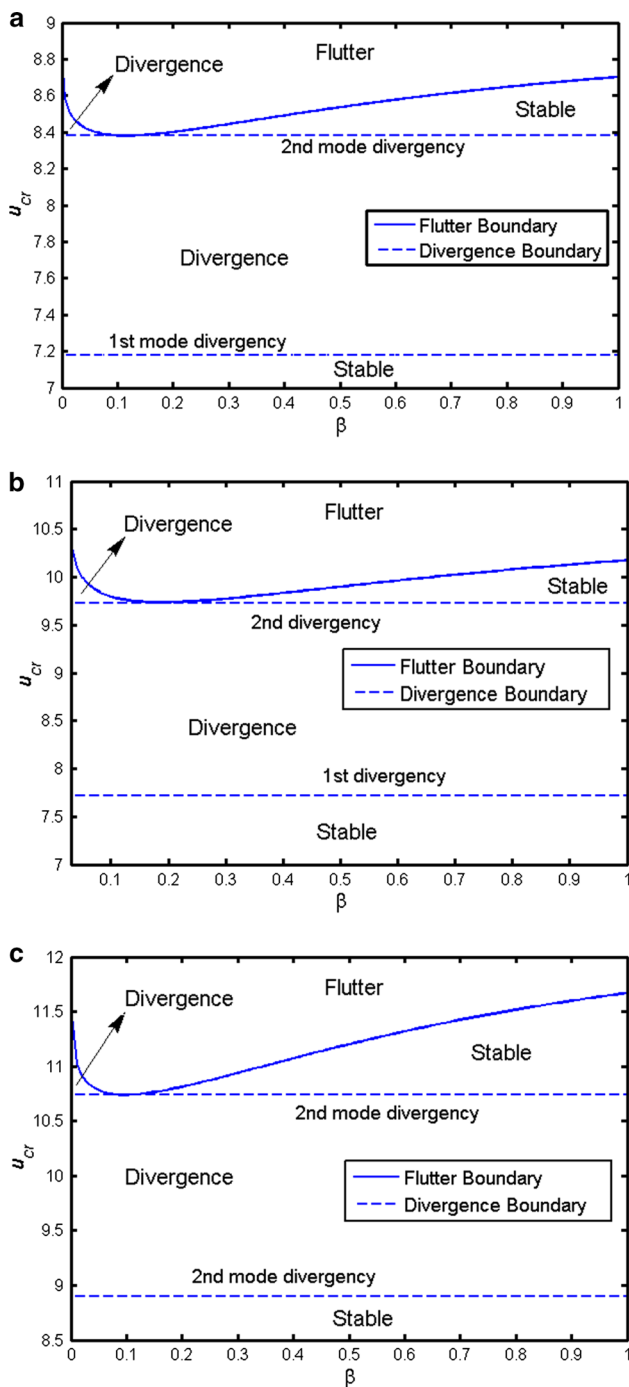 a
9
8.8
8.6
8.4
8.2
8
7.8
7.6
7.4
7.2
7
u_cr
Divergence
Flutter
Stable
2nd mode divergency
Flutter Boundary
Divergence Boundary
Divergence
1st mode divergency
Stable
0 0.1 0.2 0.3 0.4 0.5 0.6 0.7 0.8 0.9 1
β
b
11
10.5
10
9.5
9
8.5
8
7.5
7
u_cr
Divergence
Flutter
Stable
2nd divergency
Flutter Boundary
Divergence Boundary
Divergence
1st divergency
Stable
0.1 0.2 0.3 0.4 0.5 0.6 0.7 0.8 0.9 1
β
c
12
11.5
11
10.5
10
9.5
9
8.5
u_cr
Divergence
Flutter
Stable
2nd mode divergency
Divergence
Flutter Boundary
Divergence Boundary
2nd mode divergency
Stable
0 0.1 0.2 0.3 0.4 0.5 0.6 0.7 0.8 0.9 1
β